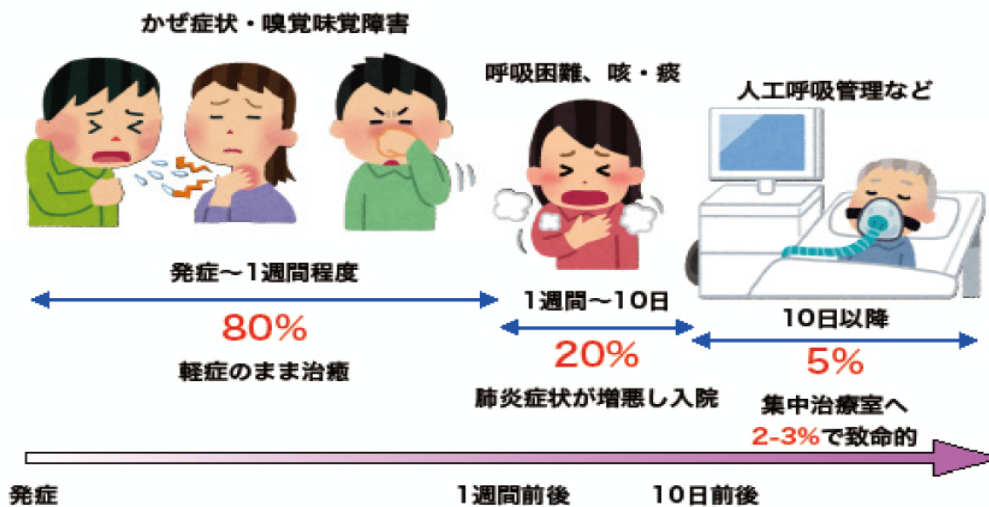 かぜ症状・嗅覚味覚障害
呼吸困難、咳・痰
人工呼吸管理など
発症〜1週間程度
80%
軽症のまま治癒
1週間〜10日
20%
肺炎症状が増悪し入院
10日以降
5%
集中治療室へ
2-3%で致命的
発症
1週間前後
10日前後